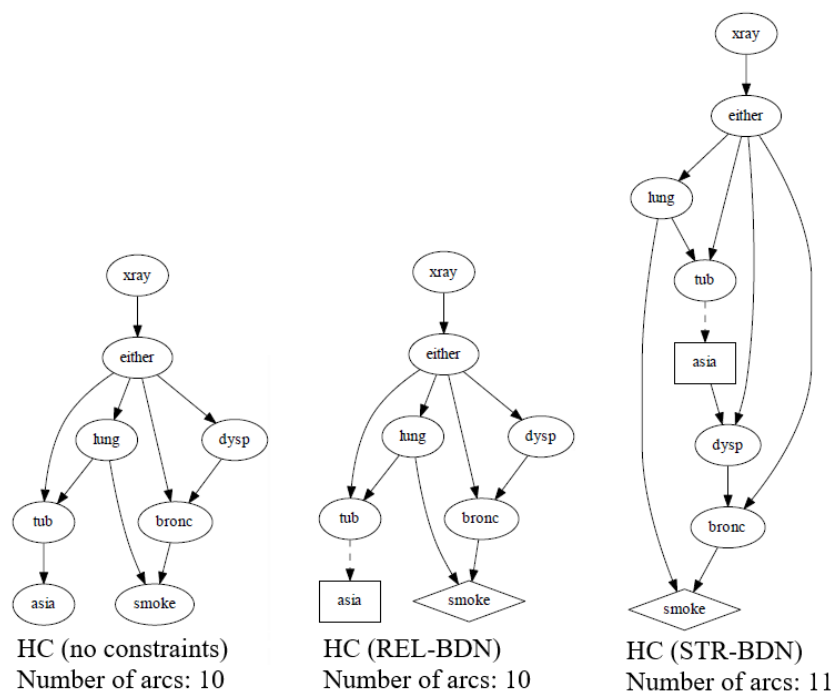 xray
either
lung
dysp
tub
bronc
asia
smoke
HC (no constraints)
Number of arcs: 10
xray
either
lung
dysp
tub
bronc
asia
smoke
HC (REL-BDN)
Number of arcs: 10
xray
either
lung
tub
asia
dysp
bronc
smoke
HC (STR-BDN)
Number of arcs: 11